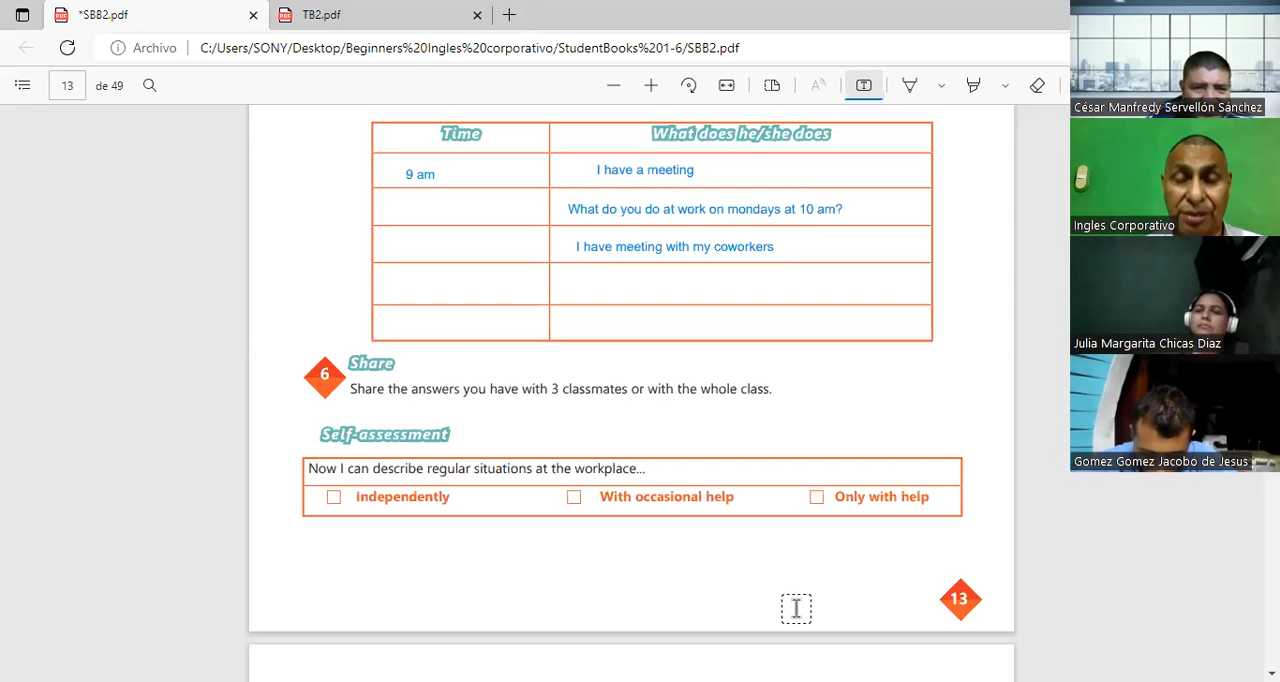 *SBB2.pdf
TB2.pdf
Archivo
C:/Users/SONY/Desktop/Beginners%20Ingles%20corporativo/StudentBooks%201-6/SBB2.pdf
13 de 49
Time
What does he/she does
9 am
I have a meeting
What do you do at work on mondays at 10 am?
I have meeting with my coworkers
6
Share
Share the answers you have with 3 classmates or with the whole class.
Self-assessment
Now I can describe regular situations at the workplace...
independently
With occasional help
Only with help
13
César Manfredy Servellón Sánchez
Ingles Corporativo
Julia Margarita Chicas Diaz
Gomez Gomez Jacobo de Jesus